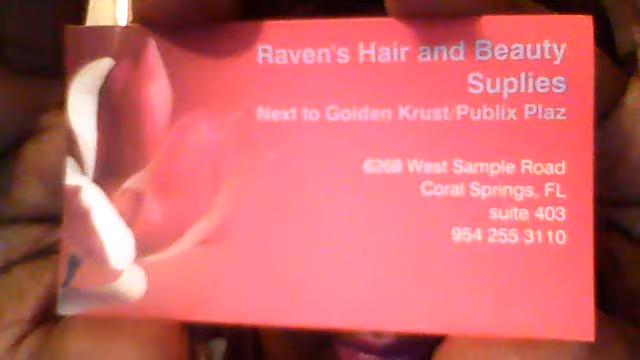 Raven's Hair and Beauty
Suplies
Next to Golden Krust/Publix Plaz
6268 West Sample Road
Coral Springs, FL
suite 403
954 255 3110